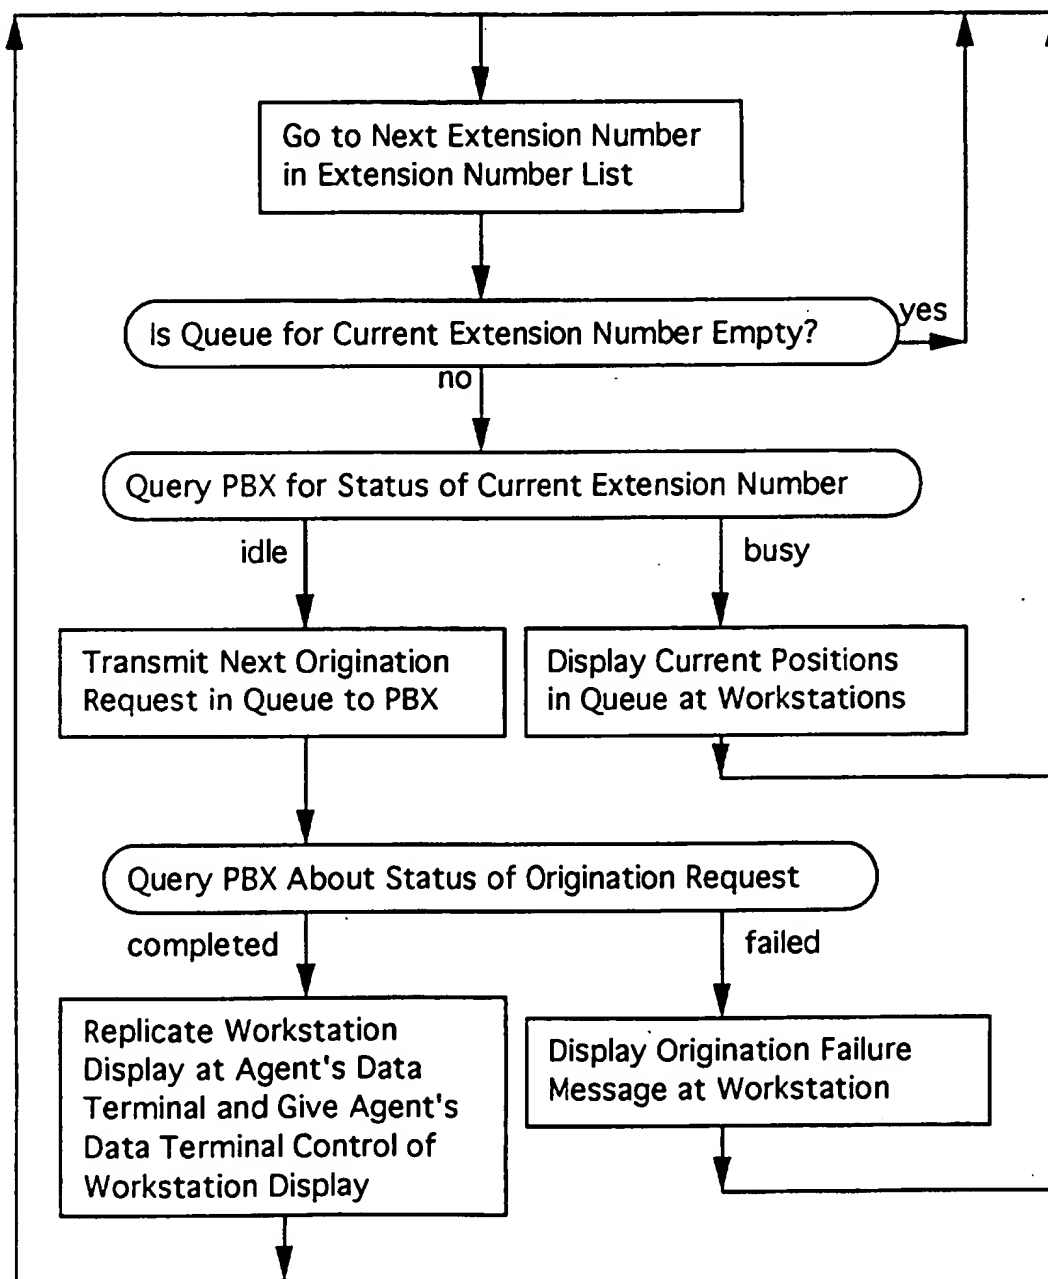 Go to Next Extension Number
in Extension Number List
Is Queue for Current Extension Number Empty?
yes
no
Query PBX for Status of Current Extension Number
idle
busy
Transmit Next Origination
Request in Queue to PBX
Display Current Positions
in Queue at Workstations
Query PBX About Status of Origination Request
completed
failed
Replicate Workstation
Display at Agent's Data
Terminal and Give Agent's
Data Terminal Control of
Workstation Display
Display Origination Failure
Message at Workstation